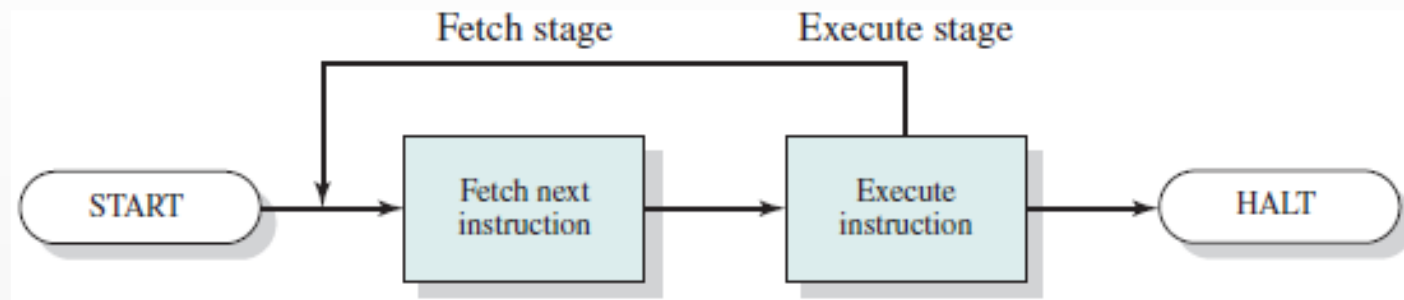 Fetch stage
Execute stage
START
Fetch next
instruction
Execute
instruction
HALT